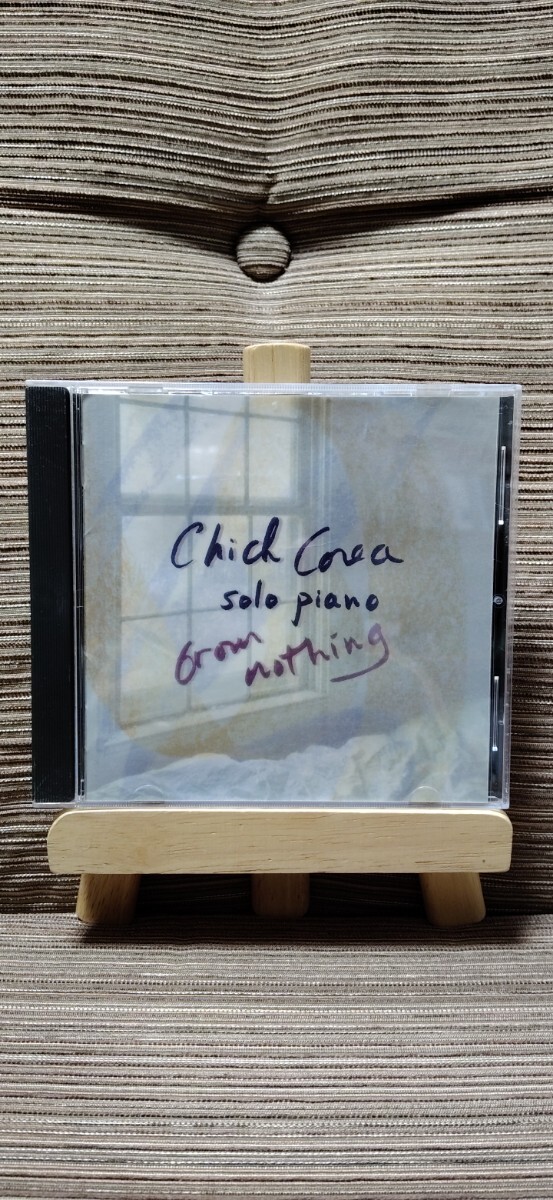 Chick Corea
solo piano
from
nothing